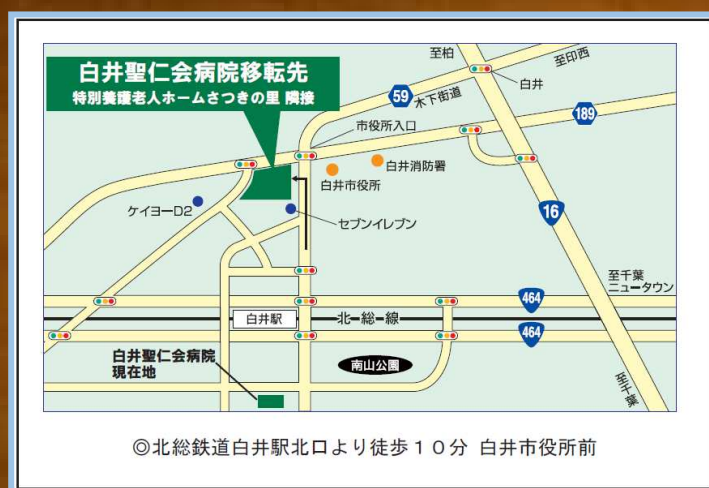 白井聖仁会病院移転先
特別養護老人ホームさつきの里 隣接
至柏
至印西
59
木下街道
白井
189
市役所入口
白井消防署
白井市役所
ケイヨーD2
セブンイレブン
16
至千葉
ニュータウン
464
白井駅
北総線
464
白井聖仁会病院
現在地
南山公園
至千葉
◎北総鉄道白井駅北口より徒歩10分 白井市役所前